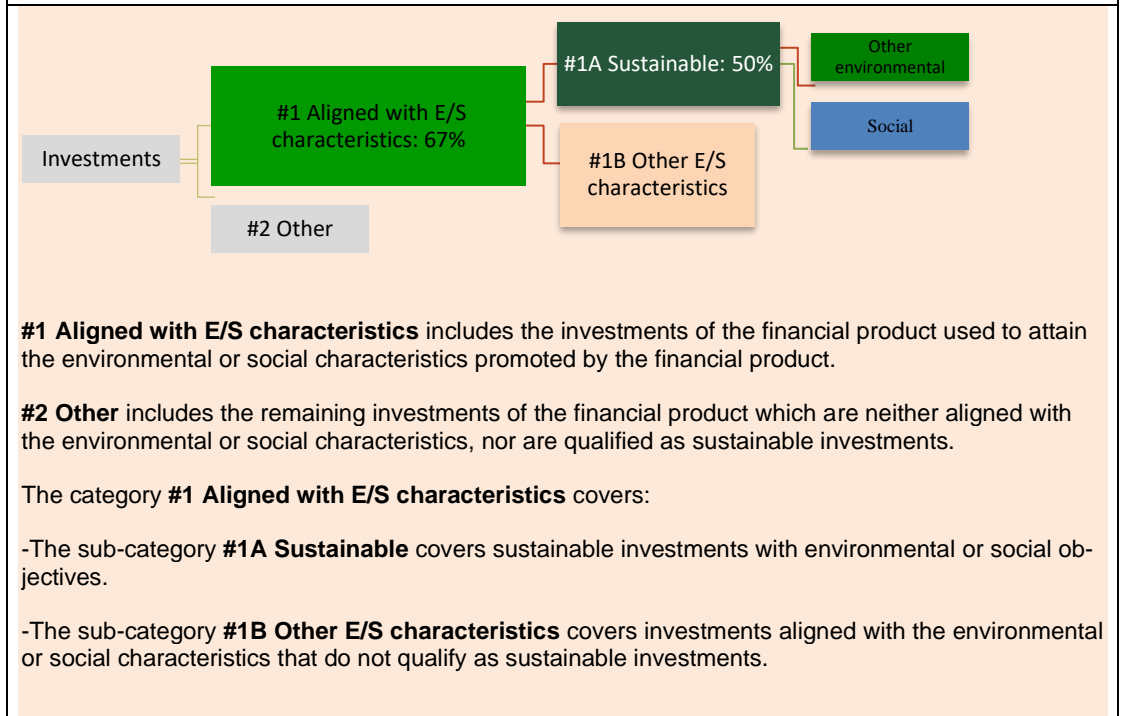 Investments
#1 Aligned with E/S
characteristics: 67%
#2 Other
#1A Sustainable: 50%
#1B Other E/S
characteristics
Other
environmental
Social
#1 Aligned with E/S characteristics includes the investments of the financial product used to attain
the environmental or social characteristics promoted by the financial product.
#2 Other includes the remaining investments of the financial product which are neither aligned with
the environmental or social characteristics, nor are qualified as sustainable investments.
The category #1 Aligned with E/S characteristics covers:
-The sub-category #1A Sustainable covers sustainable investments with environmental or social ob-
jectives.
-The sub-category #1B Other E/S characteristics covers investments aligned with the environmental
or social characteristics that do not qualify as sustainable investments.